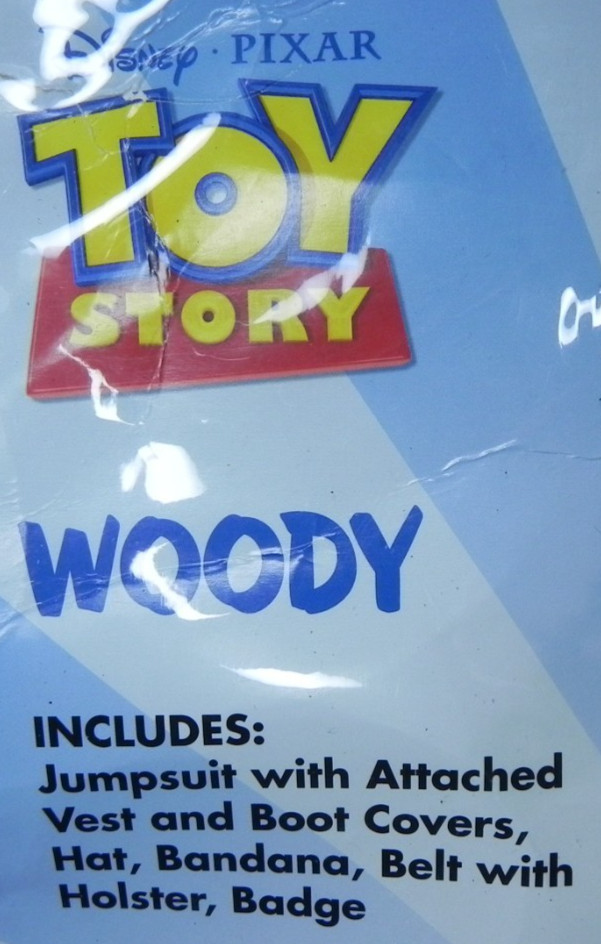 Disney · PIXAR
TOY
STORY
WOODY
INCLUDES:
Jumpsuit with Attached
Vest and Boot Covers,
Hat, Bandana, Belt with
Holster, Badge